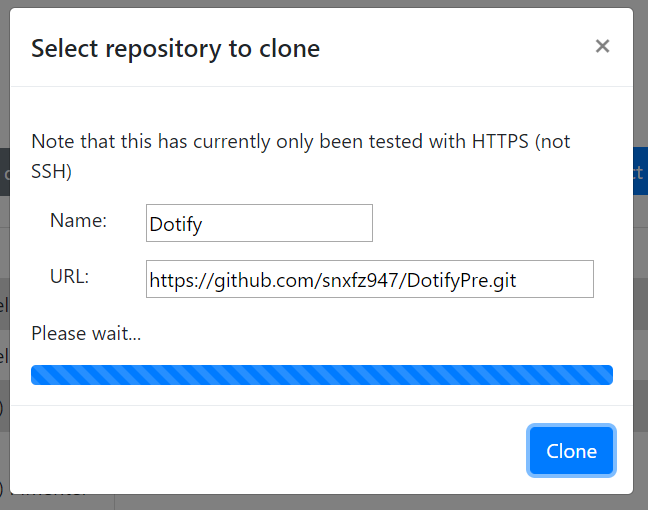 Select repository to clone
×
Note that this has currently only been tested with HTTPS (not
SSH)
Name:
Dotify
URL:
https://github.com/snxfz947/DotifyPre.git
Please wait...
Clone